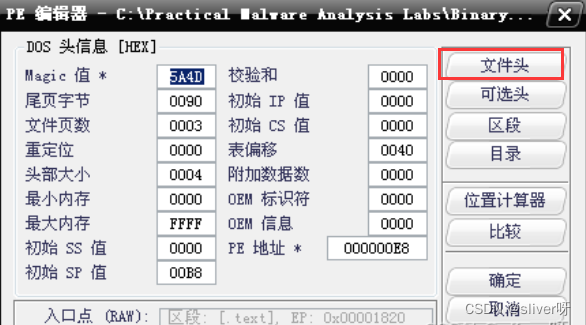 PE 编辑器 - C:\Practical Malware Analysis Labs\Binary...
DOS 头信息 [HEX]
Magic 值 * 5A4D 校验和 0000
尾页字节 0090 初始 IP 值 0000
文件页数 0003 初始 CS 值 0000
重定位 0000 表偏移 0040
头部大小 0004 附加数据数 0000
最小内存 0000 OEM 标识符 0000
最大内存 FFFF OEM 信息 0000
初始 SS 值 0000 PE 地址 * 000000E8
初始 SP 值 00B8
文件头
可选头
区段
目录
位置计算器
比较
确定
取消
入口点 (RAW): 区段: [.text], EP: 0x00001820
CSDN @sliver呀